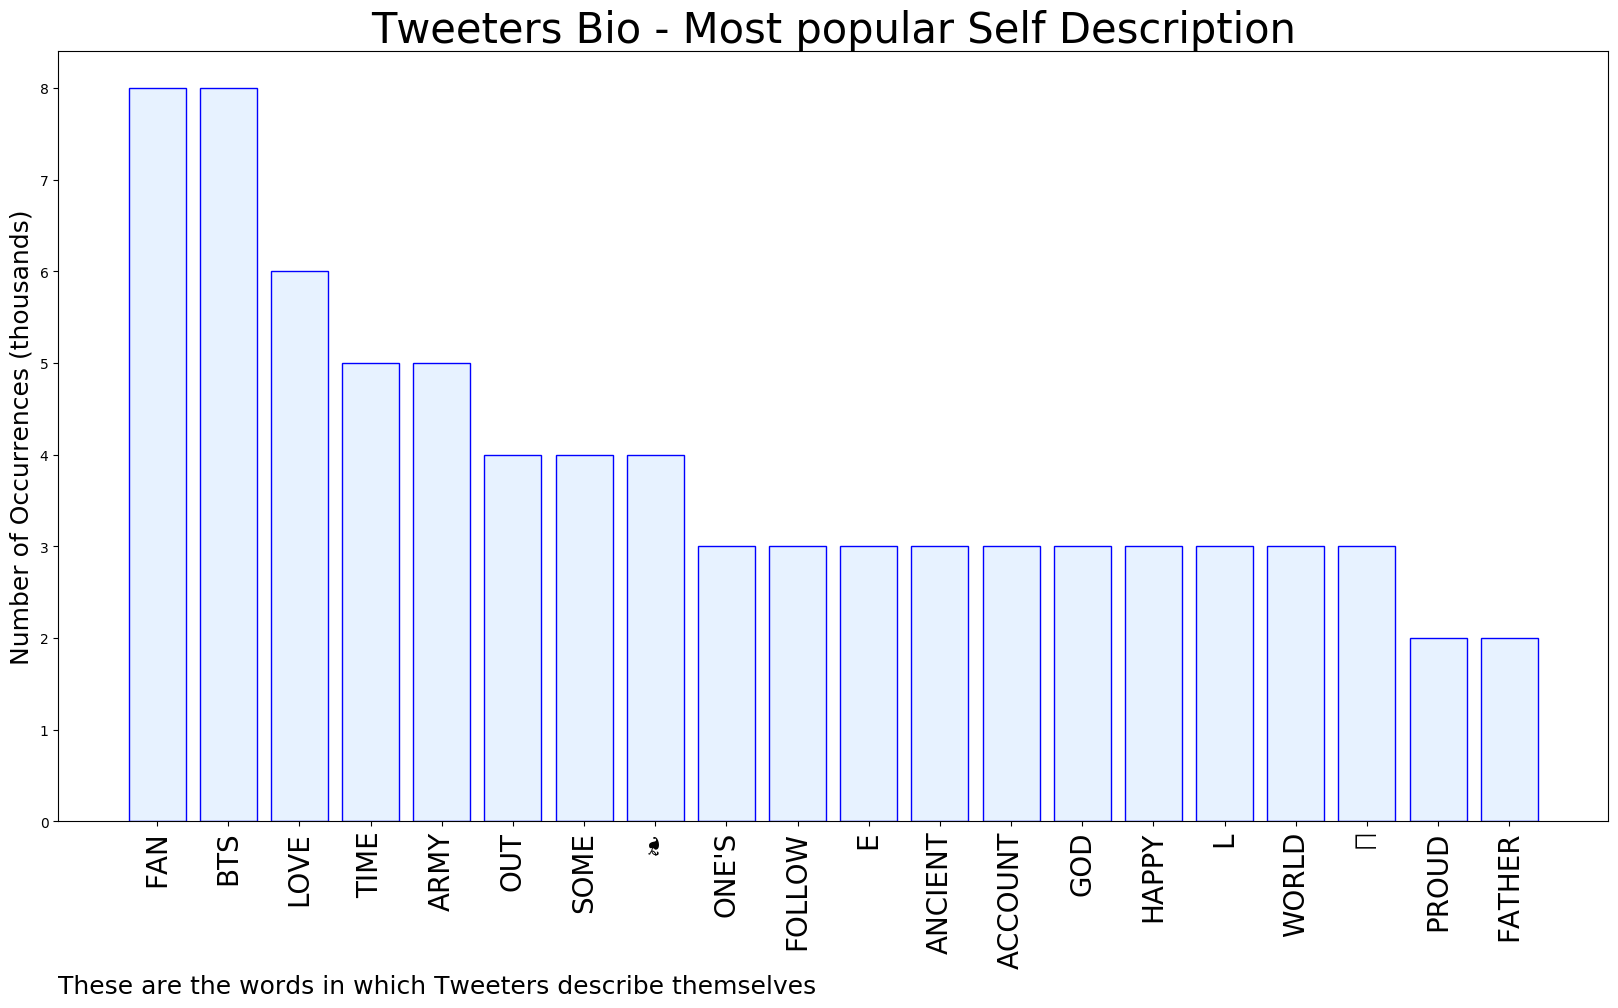 Tweeters Bio - Most popular Self Description
Number of Occurrences (thousands)
8
7
6
5
4
3
2
1
0
FAN
BTS
LOVE
TIME
ARMY
OUT
SOME
❧
ONE'S
FOLLOW
E
ANCIENT
ACCOUNT
GOD
HAPPY
L
WORLD
PROUD
FATHER
These are the words in which Tweeters describe themselves